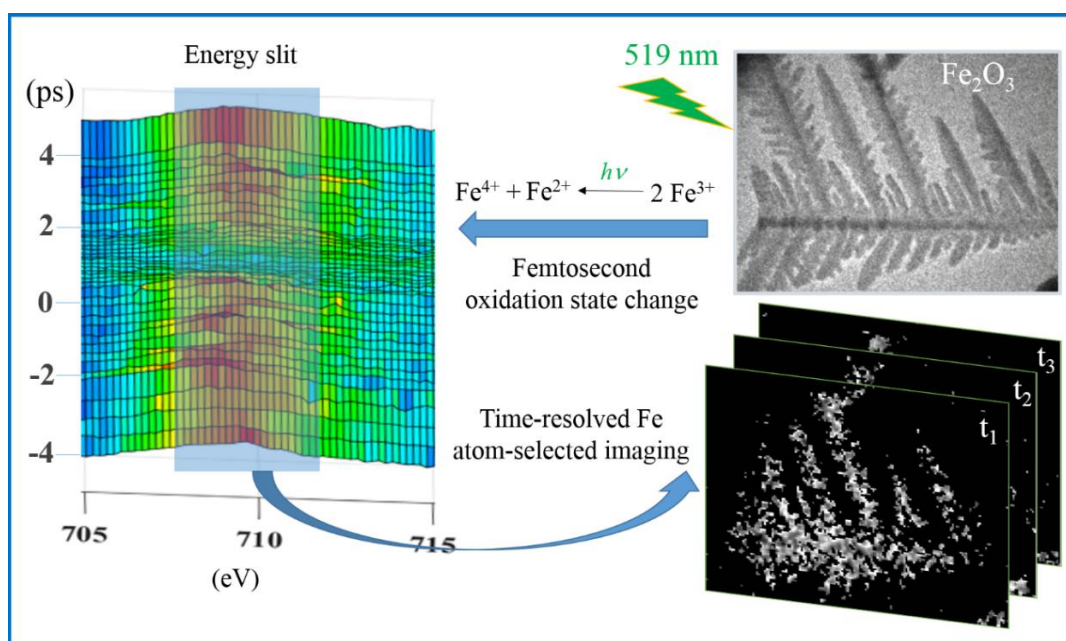 Energy slit
(ps)
4
2
0
-2
-4
705
710
715
(eV)
519 nm
Fe₂O₃
hν
Fe⁴⁺ + Fe²⁺ ← 2 Fe³⁺
Femtosecond
oxidation state change
Time-resolved Fe
atom-selected imaging
t₃
t₂
t₁